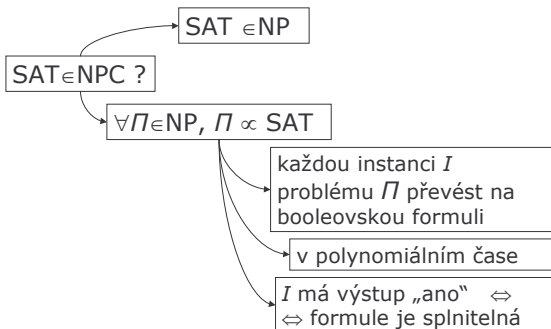 SAT ∈NP
SAT∈NPC ?
∀Π∈NP, Π ∝ SAT
každou instanci I
problému Π převést na
booleovskou formuli
v polynomiálním čase
I má výstup „ano“ ⇔
⇔ formule je splnitelná